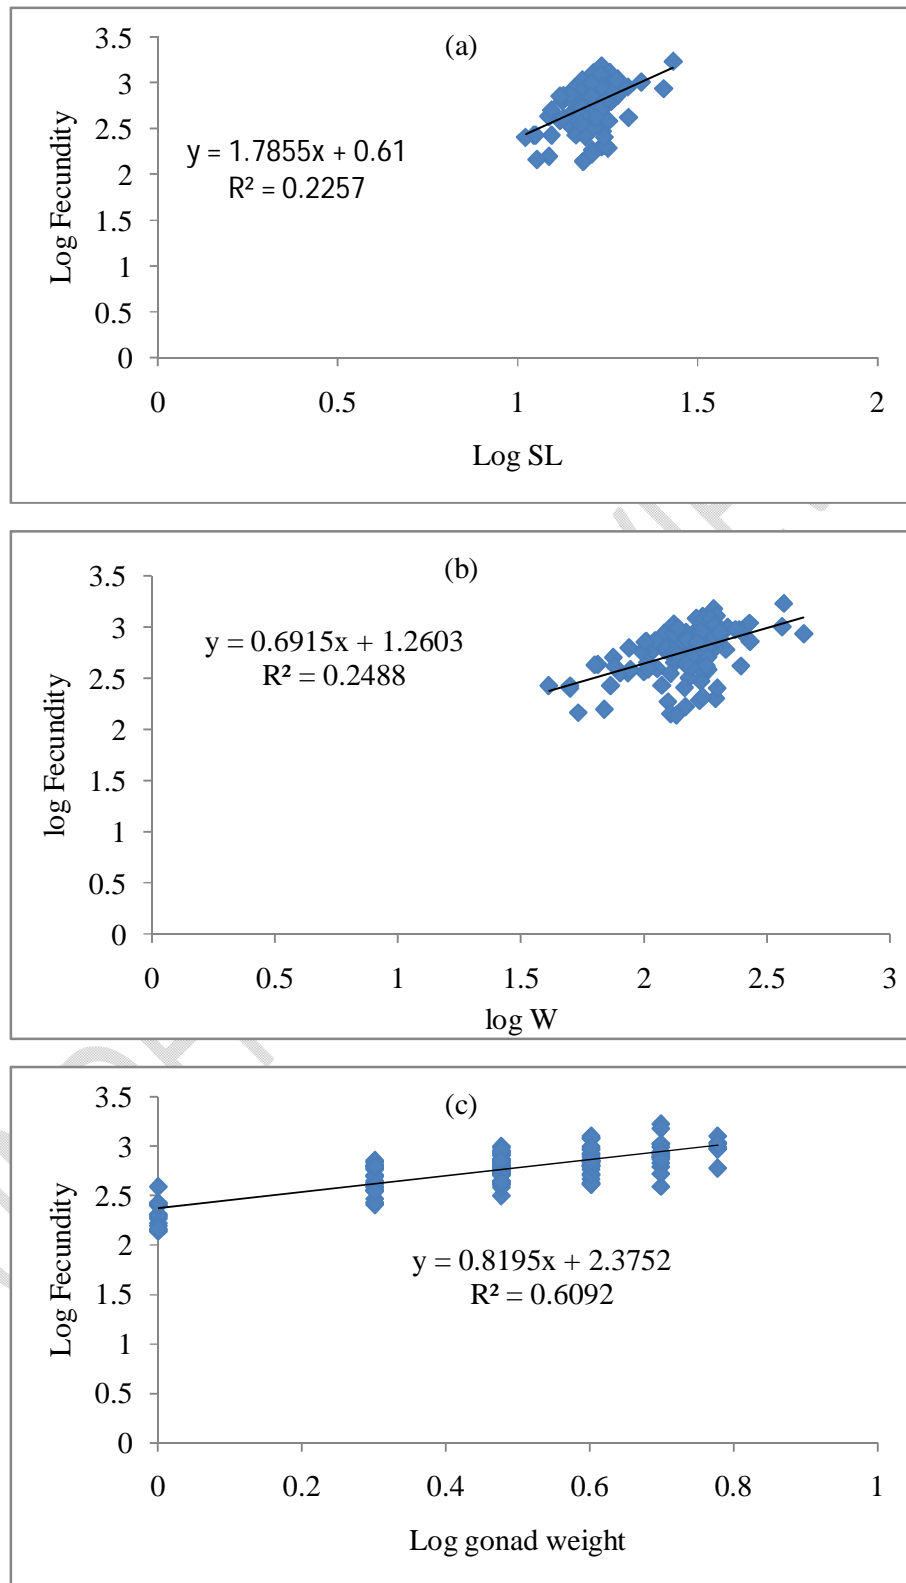 (a)
3.5
3
2.5
2
1.5
1
0.5
0
Log Fecundity
y = 1.7855x + 0.61
R² = 0.2257
0 0.5 1 1.5 2
Log SL
(b)
3.5
3
2.5
2
1.5
1
0.5
0
log Fecundity
y = 0.6915x + 1.2603
R² = 0.2488
0 0.5 1 1.5 2 2.5 3
log W
(c)
3.5
3
2.5
2
1.5
1
0.5
0
Log Fecundity
y = 0.8195x + 2.3752
R² = 0.6092
0 0.2 0.4 0.6 0.8 1
Log gonad weight